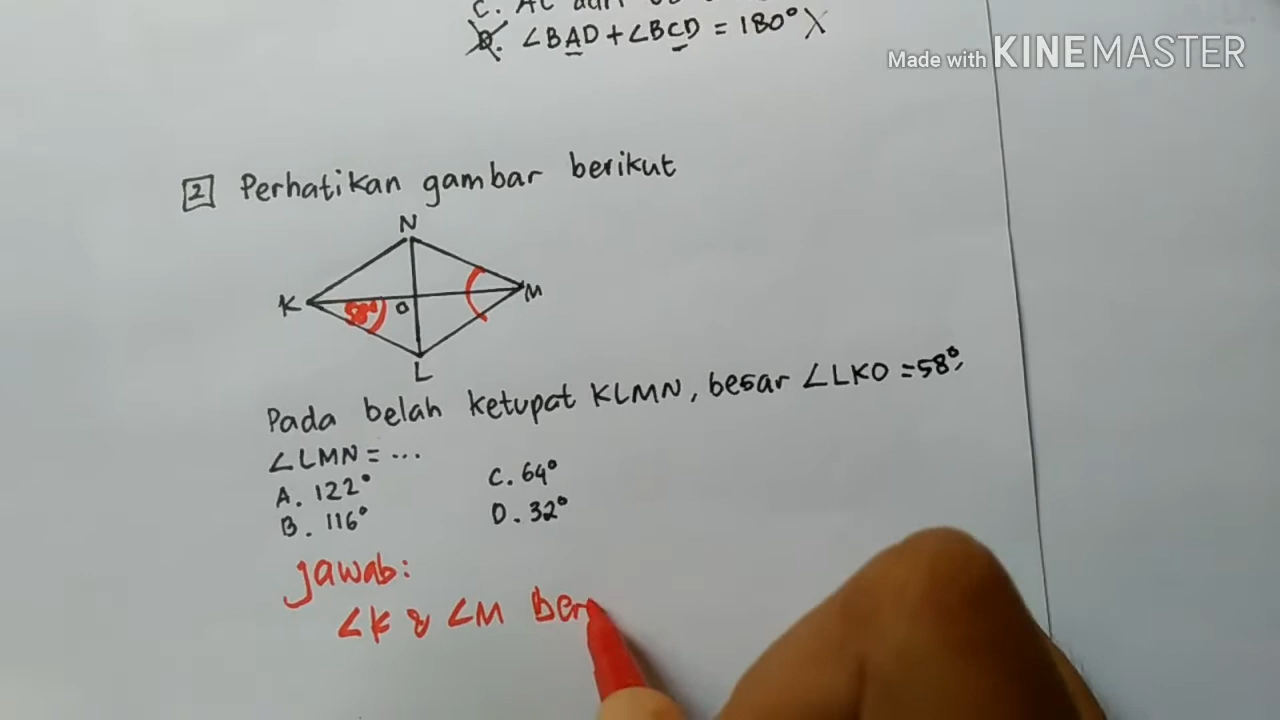 C. AC
D. ∠BAD + ∠BCD = 180° X
Made with KINEMASTER
2 Perhatikan gambar berikut
N
K 58° O M
L
Pada belah ketupat KLMN, besar ∠LKO = 58°,
∠LMN = ...
A. 122° C. 64°
B. 116° D. 32°
Jawab:
∠K & ∠M Ber